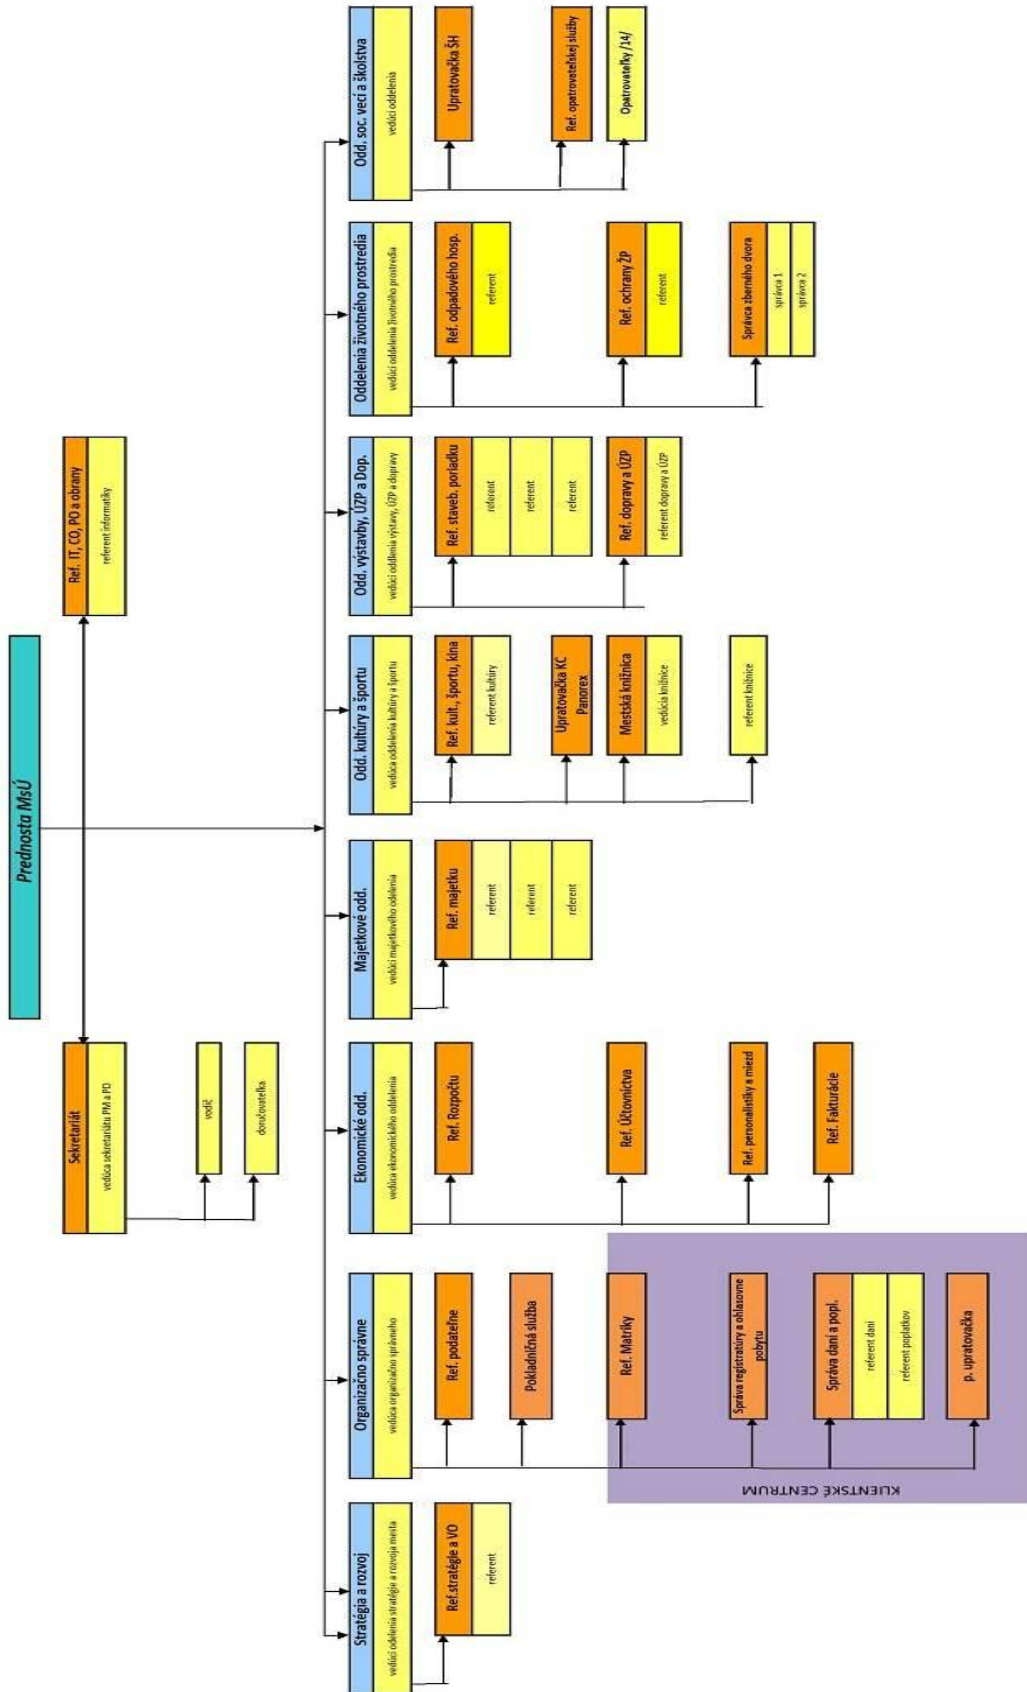 Prednosta MsÚ
Sekretariát
vedúca sekretariátu PM a PD
vodič
doručovateľka
Ref. IT, CO, PO a obrany
referent informatiky
Stratégia a rozvoj
vedúci odelenia stratégie a rozvoja mesta
Ref.stratégie a VO
referent
Organizačno správne
vedúca organizačno správneho
Ref. podateľne
Pokladničná služba
KLIENTSKÉ CENTRUM
Ref. Matriky
Správa registratúry a ohlasovne
pobytu
Správa daní a popl.
referent daní
referent poplatkov
p. upratovačka
Ekonomické odd.
vedúca ekonomického oddelenia
Ref. Rozpočtu
Ref. Účtovníctva
Ref. personalistiky a miezd
Ref. Fakturácie
Majetkové odd.
vedúci majetkového odelenia
Ref. majetku
referent
referent
referent
Odd. kultúry a športu
vedúca oddelenia kultúry a športu
Ref. kult., športu, kina
referent kultúry
Upratovačka KC
Panorex
Mestská knižnica
vedúcia knižnice
referent knižnice
Odd. výstavby, ÚZP a Dop.
vedúci oddlenia výstavy, ÚZP a dopravy
Ref. staveb. poriadku
referent
referent
referent
Ref. dopravy a ÚZP
referent dopravy a ÚZP
Oddelenia životného prostredia
vedúci oddelenia životného prostredia
Ref. odpadového hosp.
referent
Ref. ochrany ŽP
referent
Správca zberného dvora
správca 1
správca 2
Odd. soc. vecí a školstva
vedúci oddelenia
Upratovačka ŠH
Ref. opatrovateľskej služby
Opatrovateľky /14/